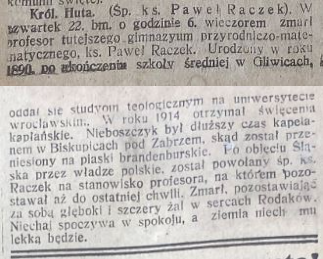 Król. Huta. (Śp. ks. Paweł Raczek). W
czwartek 22. bm. o godzinie 6. wieczorem zmarł
profesor tutejszego gimnazyum przyrodniczo-mate-
matycznego, ks. Paweł Raczek. Urodzony w roku
1890, po ukończeniu szkoły średniej w Gliwicach,
oddał się studyom teologicznym na uniwersytecie
wrocławskim. W roku 1914 otrzymał święcenia
kapłańskie. Nieboszczyk był dłuższy czas kapela-
nem w Biskupicach pod Zabrzem, skąd został prze-
niesiony na piaski brandenburskie. Po objęciu Slą-
ska przez władze polskie, został powołany śp. ks.
Raczek na stanowisko profesora, na którem pozo-
stawał aż do ostatniej chwili. Zmarł, pozostawiając
za sobą głęboki i szczery żal w sercach Rodaków.
Niechaj spoczywa w spokoju, a ziemia niech mu
lekką będzie.